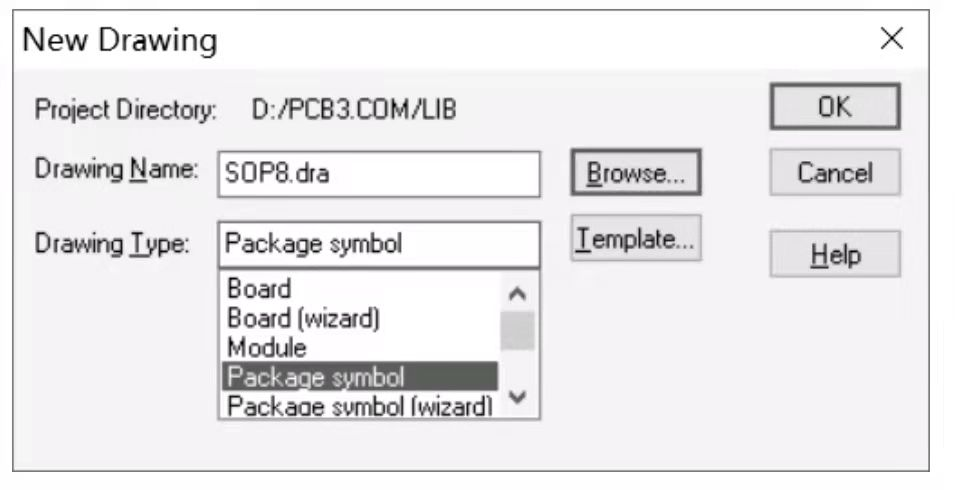 New Drawing
Project Directory: D:/PCB3.COM/LIB
OK
Drawing Name: SOP8.dra
Browse...
Cancel
Drawing Type: Package symbol
Template...
Help
Board
Board (wizard)
Module
Package symbol
Package symbol (wizard)